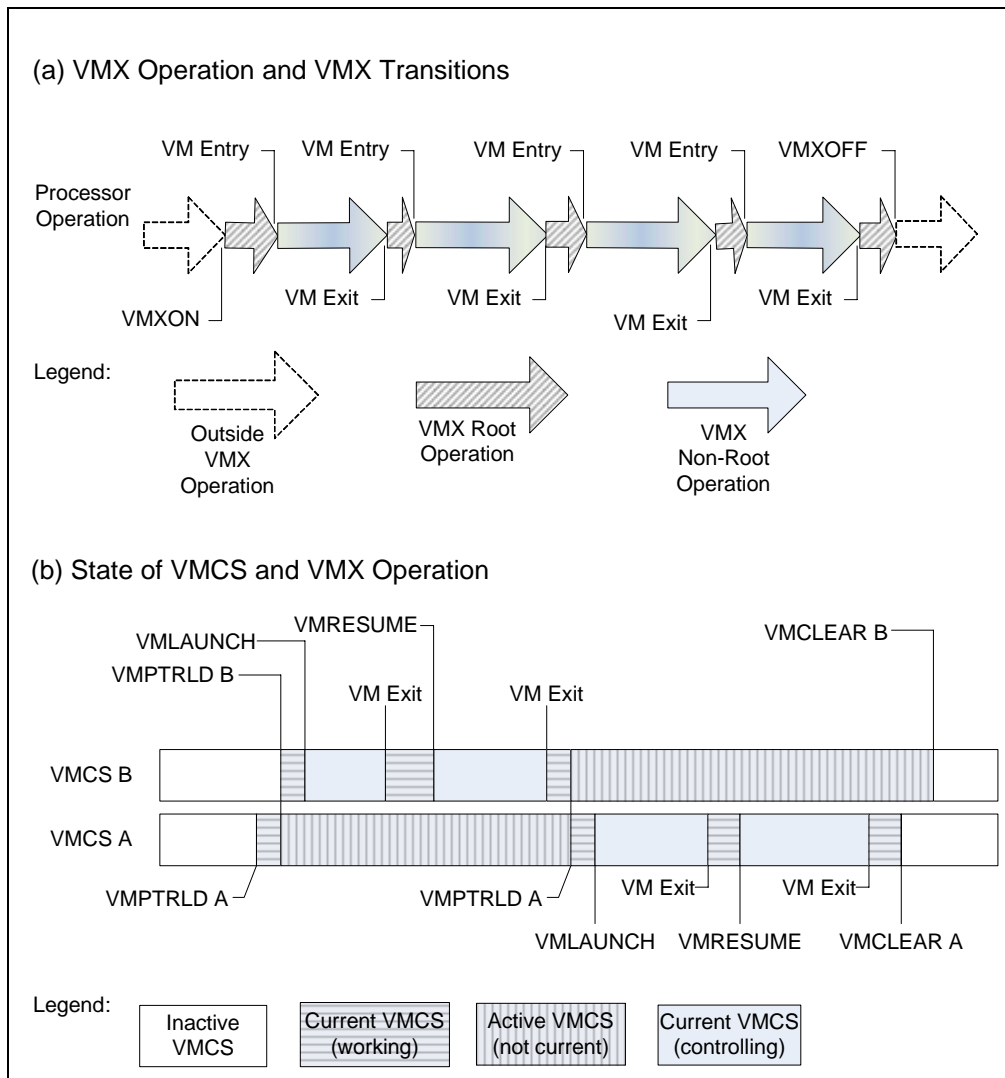 (a) VMX Operation and VMX Transitions
VM Entry
VM Entry
VM Entry
VM Entry
VMXOFF
Processor
Operation
VM Exit
VM Exit
VM Exit
VM Exit
VMXON
Legend:
Outside
VMX
Operation
VMX Root
Operation
VMX
Non-Root
Operation
(b) State of VMCS and VMX Operation
VMLAUNCH
VMRESUME
VMCLEAR B
VMPTRLD B
VM Exit
VM Exit
VMCS B
VMCS A
VMPTRLD A
VMPTRLD A
VM Exit
VM Exit
VMLAUNCH
VMRESUME
VMCLEAR A
Legend:
Inactive
VMCS
Current VMCS
(working)
Active VMCS
(not current)
Current VMCS
(controlling)